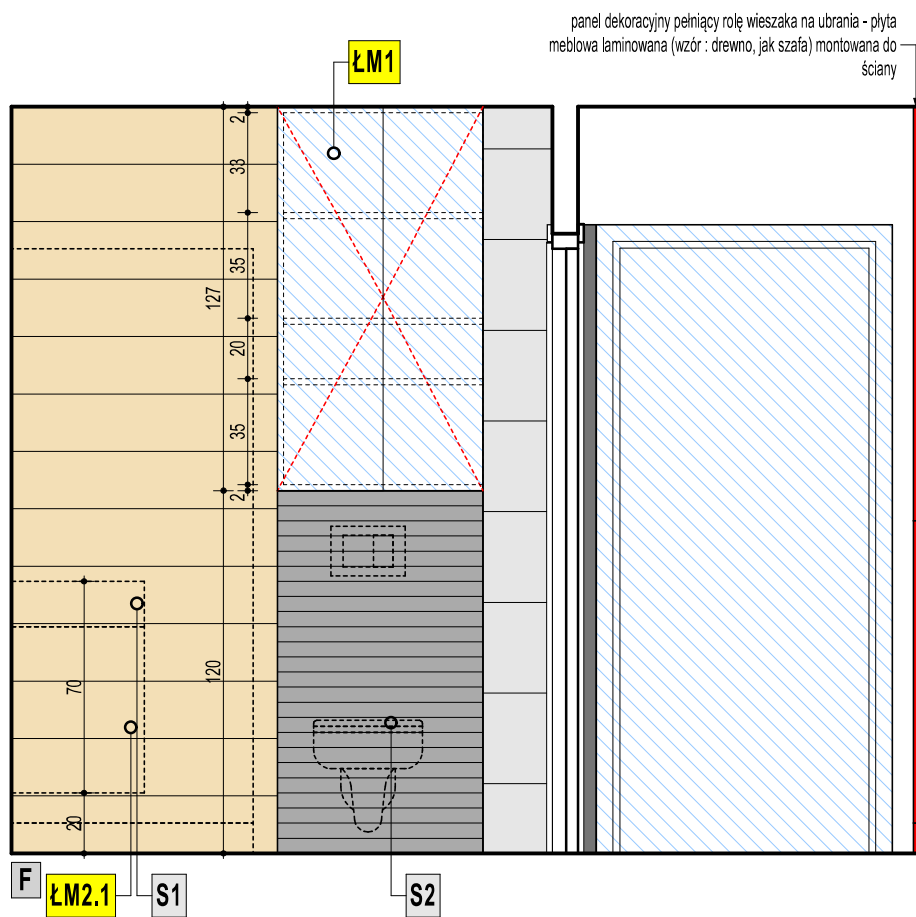 panel dekoracyjny pełniący rolę wieszaka na ubrania - płyta
meblowa laminowana (wzór : drewno, jak szafa) montowana do
ściany
ŁM1
2
33
35
127
20
35
2
120
70
20
F
ŁM2.1
S1
S2